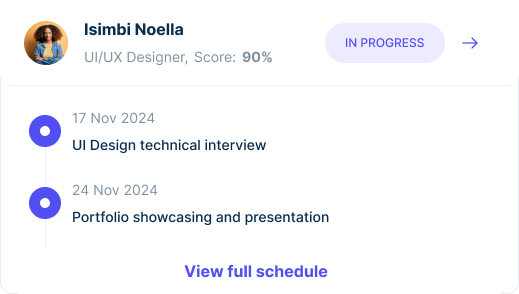 Isimbi Noella
UI/UX Designer, Score: 90%
IN PROGRESS
17 Nov 2024
UI Design technical interview
24 Nov 2024
Portfolio showcasing and presentation
View full schedule